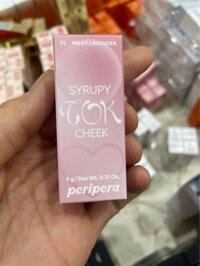 02 MILKY LAVENDER
SYRUPY
TOK
CHEEK
9 g / Net Wt. 0.31 Oz.
peripera